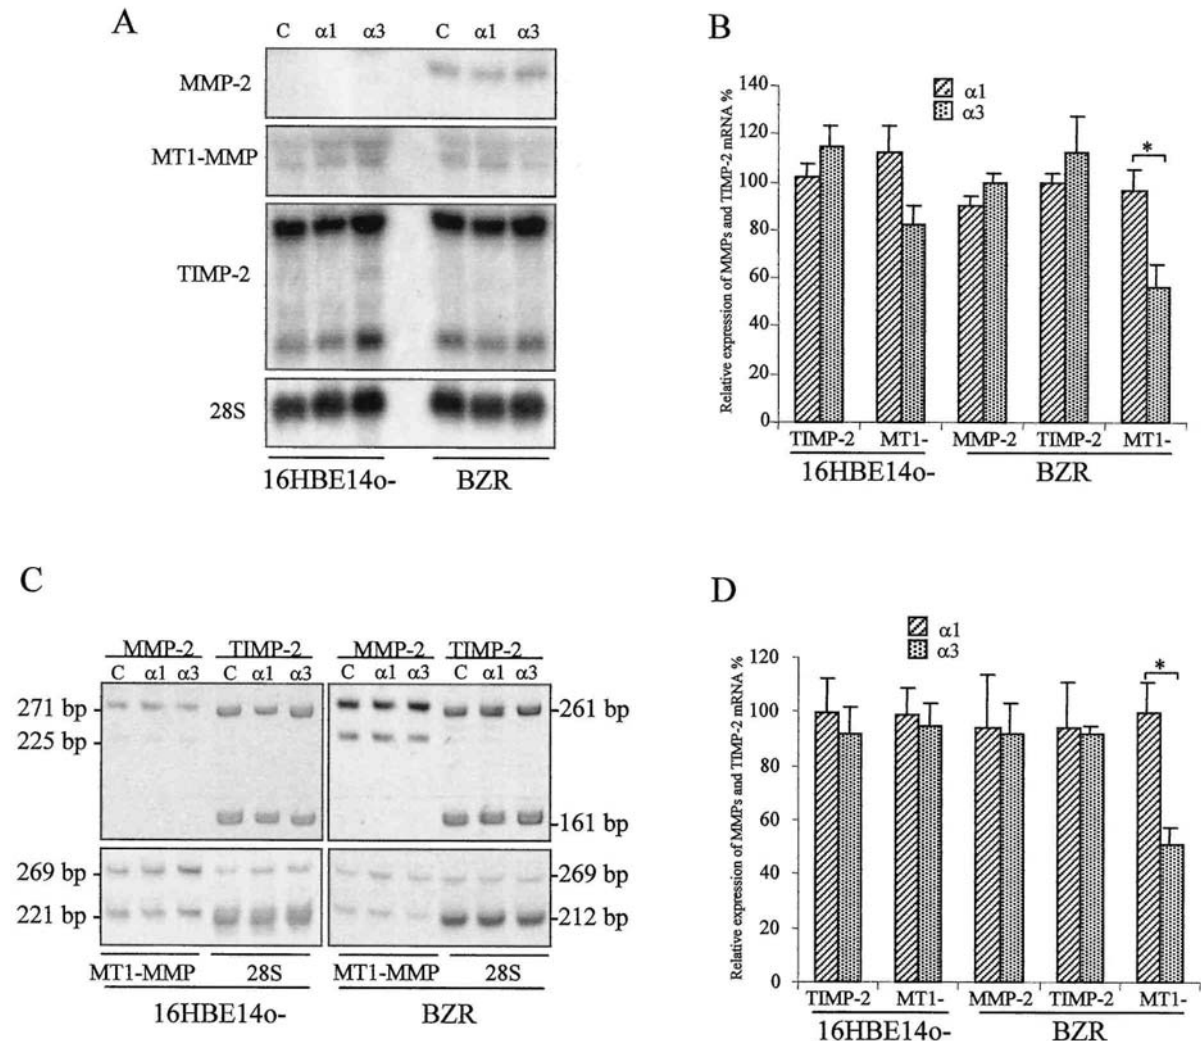 A
C α1 α3 C α1 α3
MMP-2
MT1-MMP
TIMP-2
28S
16HBE14o- BZR
B
Relative expression of MMPs and TIMP-2 mRNA %
140
120
100
80
60
40
20
0
α1
α3
*
TIMP-2 MT1- MMP-2 TIMP-2 MT1-
16HBE14o- BZR
C
MMP-2 TIMP-2 MMP-2 TIMP-2
C α1 α3 C α1 α3 C α1 α3 C α1 α3
271 bp -261 bp
225 bp
-161 bp
269 bp -269 bp
221 bp -212 bp
MT1-MMP 28S MT1-MMP 28S
16HBE14o- BZR
D
Relative expression of MMPs and TIMP-2 mRNA %
120
100
80
60
40
20
0
α1
α3
*
TIMP-2 MT1- MMP-2 TIMP-2 MT1-
16HBE14o- BZR